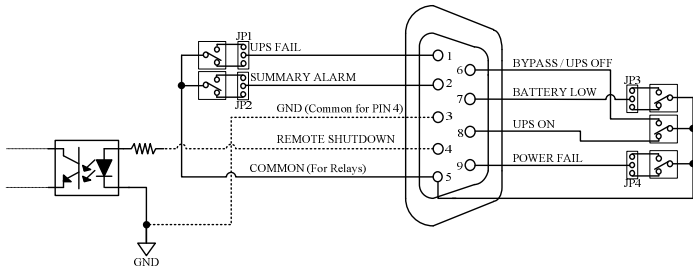 JP1
UPS FAIL
1
BYPASS / UPS OFF
6
SUMMARY ALARM
2
JP3
BATTERY LOW
7
JP2
GND (Common for PIN 4)
3
UPS ON
8
REMOTE SHUTDOWN
4
POWER FAIL
9
COMMON (For Relays)
5
JP4
GND